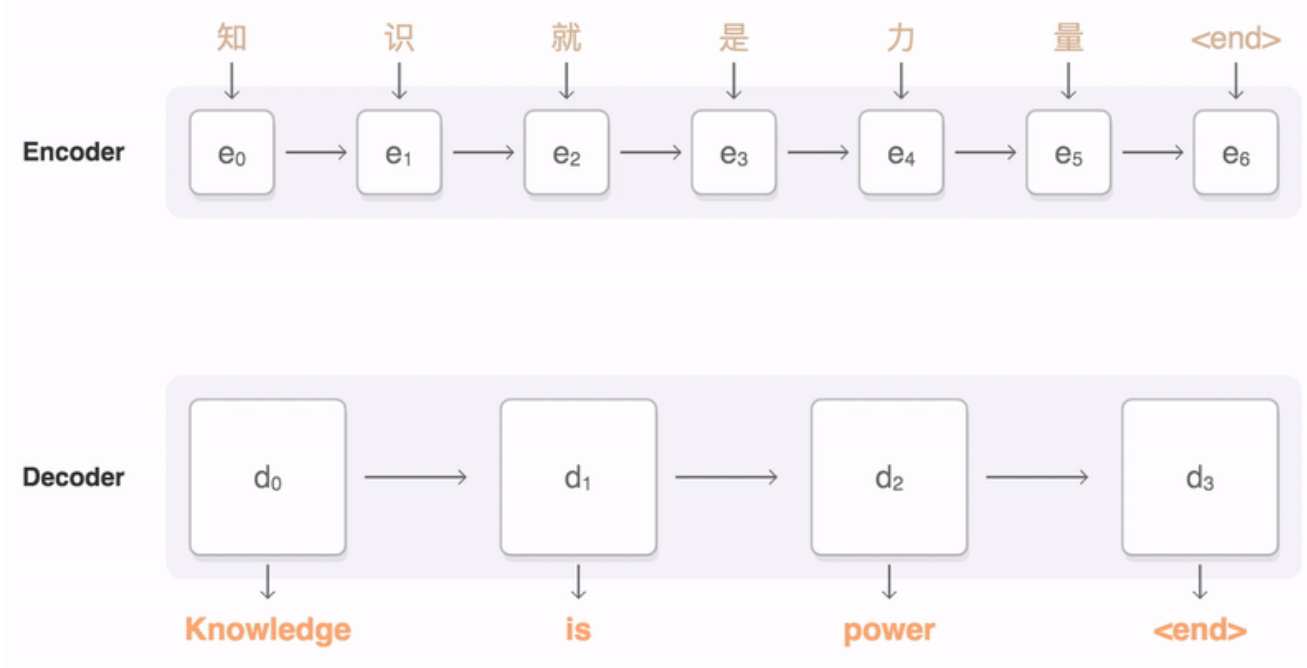 知 识 就 是 力 量 <end>
Encoder e₀ e₁ e₂ e₃ e₄ e₅ e₆
Decoder d₀ d₁ d₂ d₃
Knowledge is power <end>